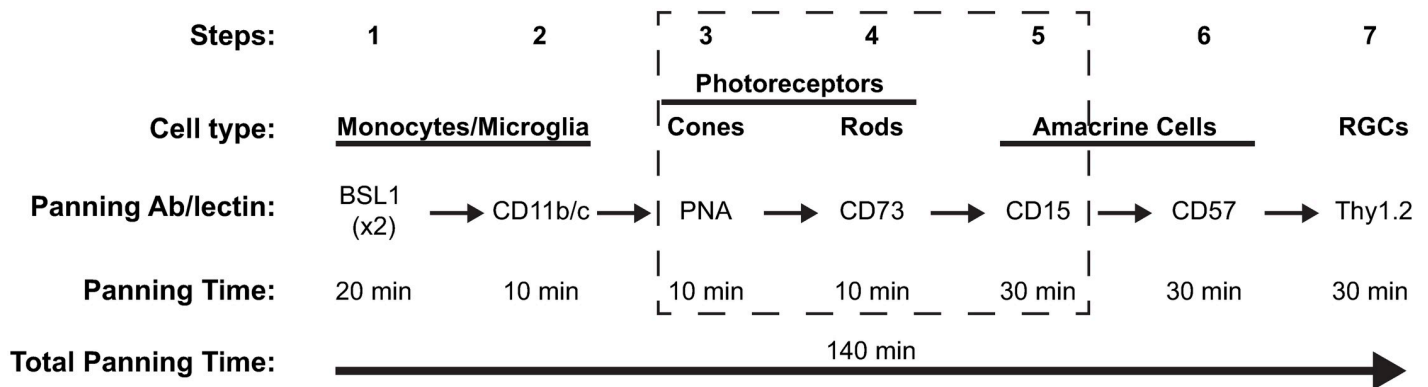 Steps: 1 2 3 4 5 6 7
Photoreceptors
Cell type: Monocytes/Microglia Cones Rods Amacrine Cells RGCs
Panning Ab/lectin: BSL1 (x2) CD11b/c PNA CD73 CD15 CD57 Thy1.2
Panning Time: 20 min 10 min 10 min 10 min 30 min 30 min 30 min
Total Panning Time: 140 min